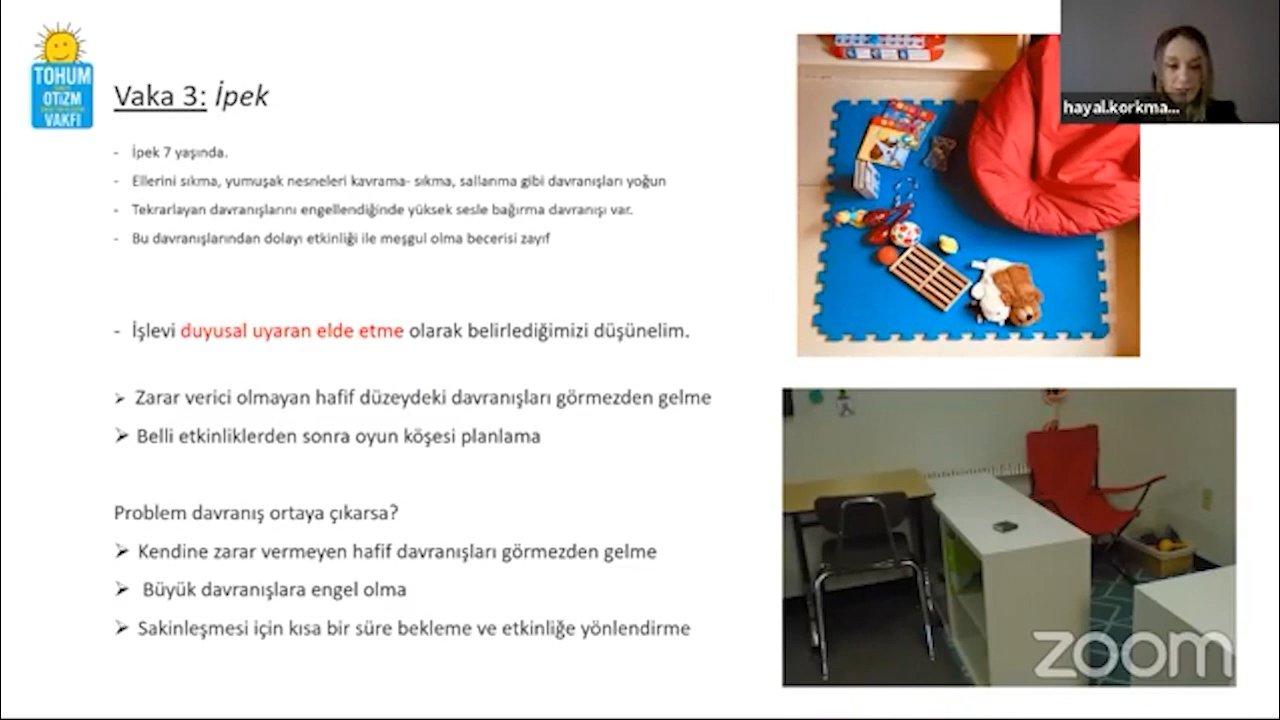 TOHUM
OTİZM
VAKFI
Vaka 3: İpek
hayal.korkma...
- İpek 7 yaşında.
- Ellerini sıkma, yumuşak nesneleri kavrama- sıkma, sallanma gibi davranışları yoğun
- Tekrarlayan davranışlarını engellendiğinde yüksek sesle bağırma davranışı var.
- Bu davranışlarından dolayı etkinliği ile meşgul olma becerisi zayıf
- İşlevi duyusal uyaran elde etme olarak belirlediğimizi düşünelim.
➢ Zarar verici olmayan hafif düzeydeki davranışları görmezden gelme
➢ Belli etkinliklerden sonra oyun köşesi planlama
Problem davranış ortaya çıkarsa?
➢ Kendine zarar vermeyen hafif davranışları görmezden gelme
➢ Büyük davranışlara engel olma
➢ Sakinleşmesi için kısa bir süre bekleme ve etkinliğe yönlendirme
zoom